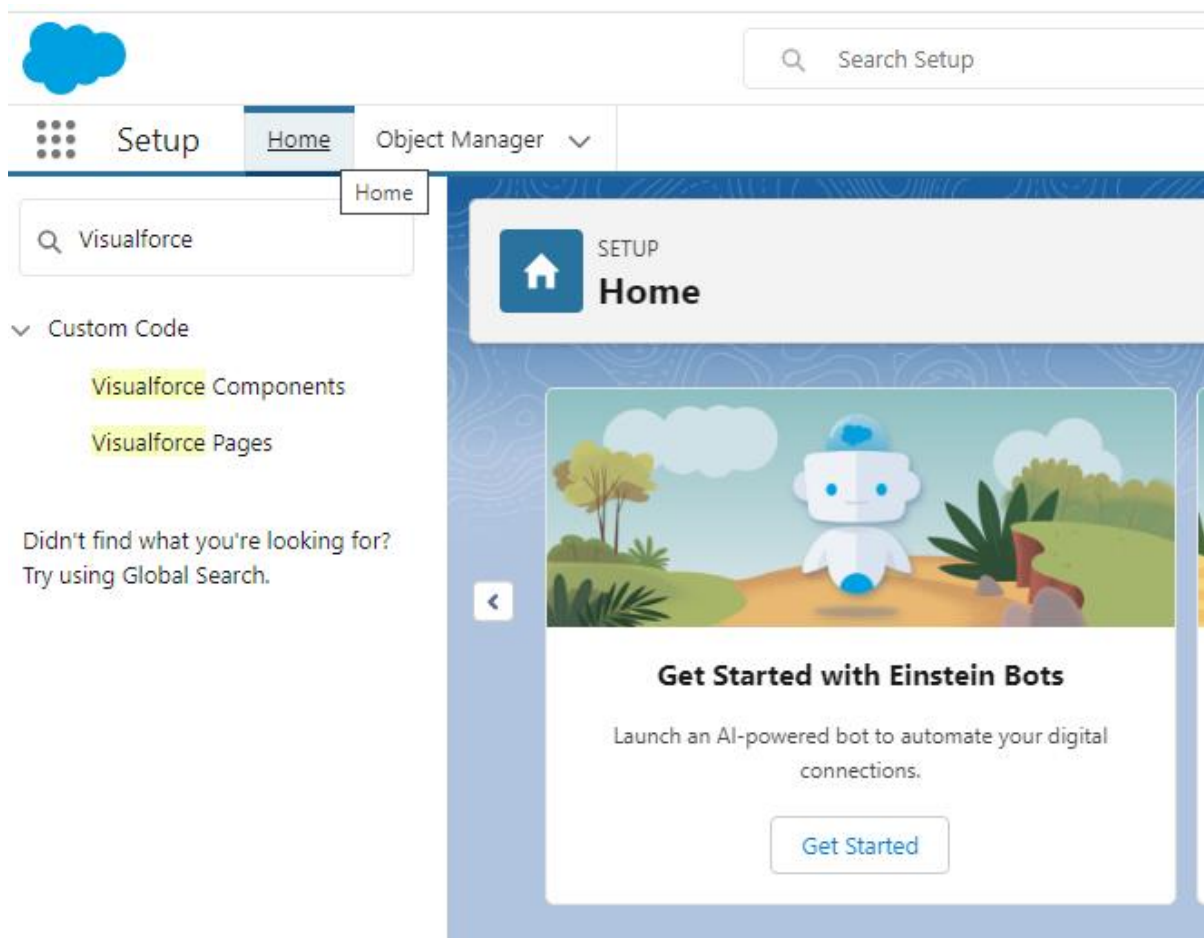 Search Setup
Setup
Home
Object Manager
Home
Visualforce
Custom Code
Visualforce Components
Visualforce Pages
Didn't find what you're looking for?
Try using Global Search.
SETUP
Home
Get Started with Einstein Bots
Launch an AI-powered bot to automate your digital
connections.
Get Started